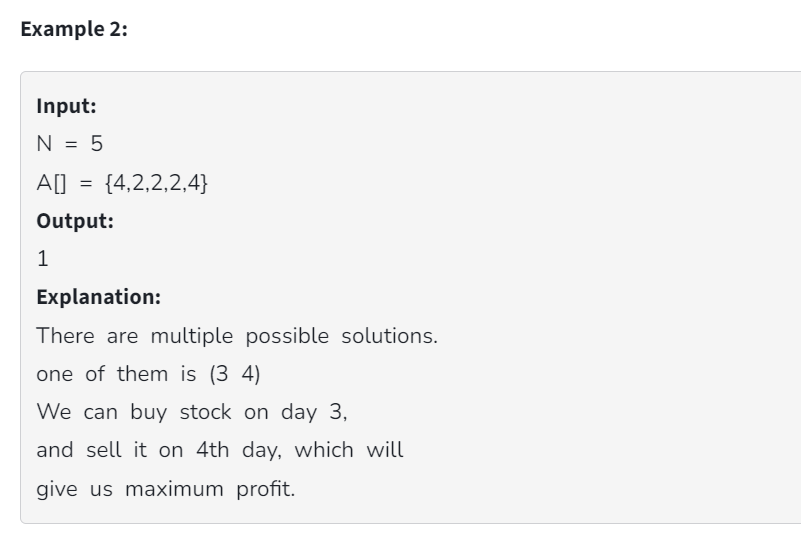 Example 2:
Input:
N = 5
A[] = {4,2,2,2,4}
Output:
1
Explanation:
There are multiple possible solutions.
one of them is (3 4)
We can buy stock on day 3,
and sell it on 4th day, which will
give us maximum profit.